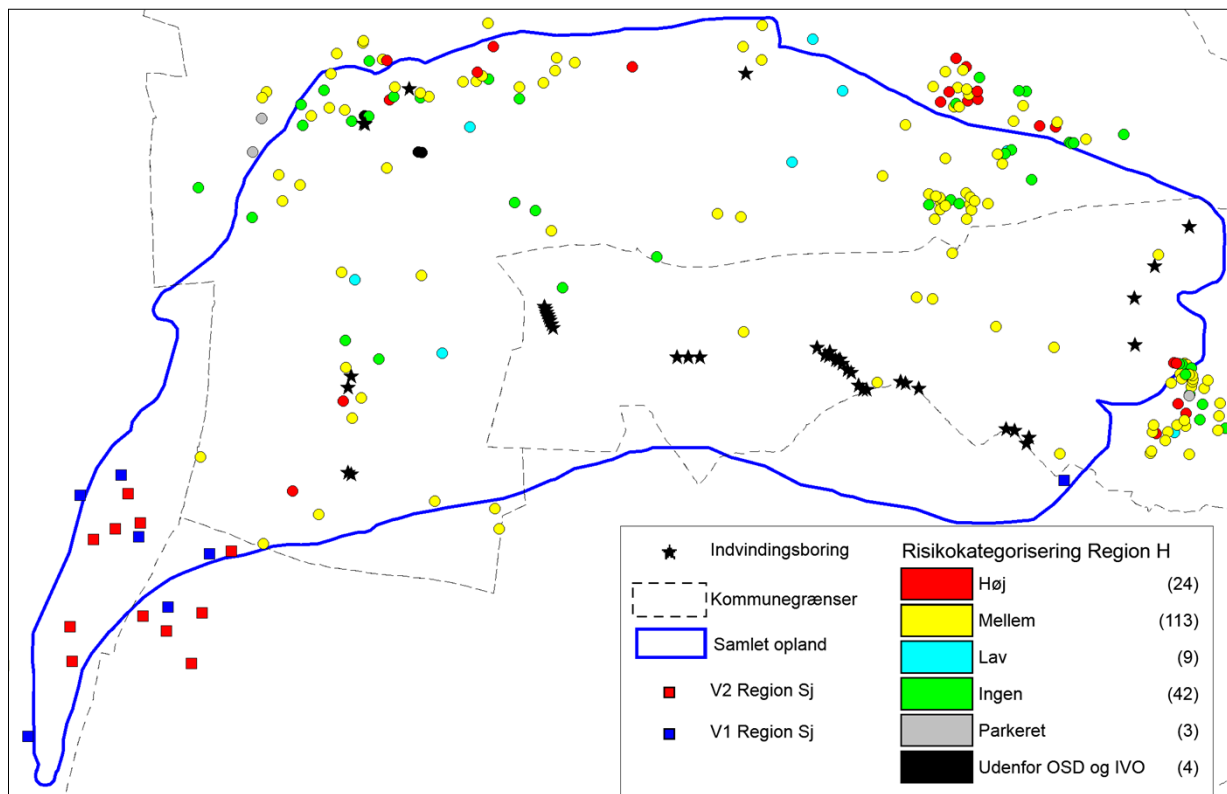 Indvindingsboring
Kommunegrænser
Samlet opland
V2 Region Sj
V1 Region Sj
Risikokategorisering Region H
Høj (24)
Mellem (113)
Lav (9)
Ingen (42)
Parkeret (3)
Udenfor OSD og IVO (4)